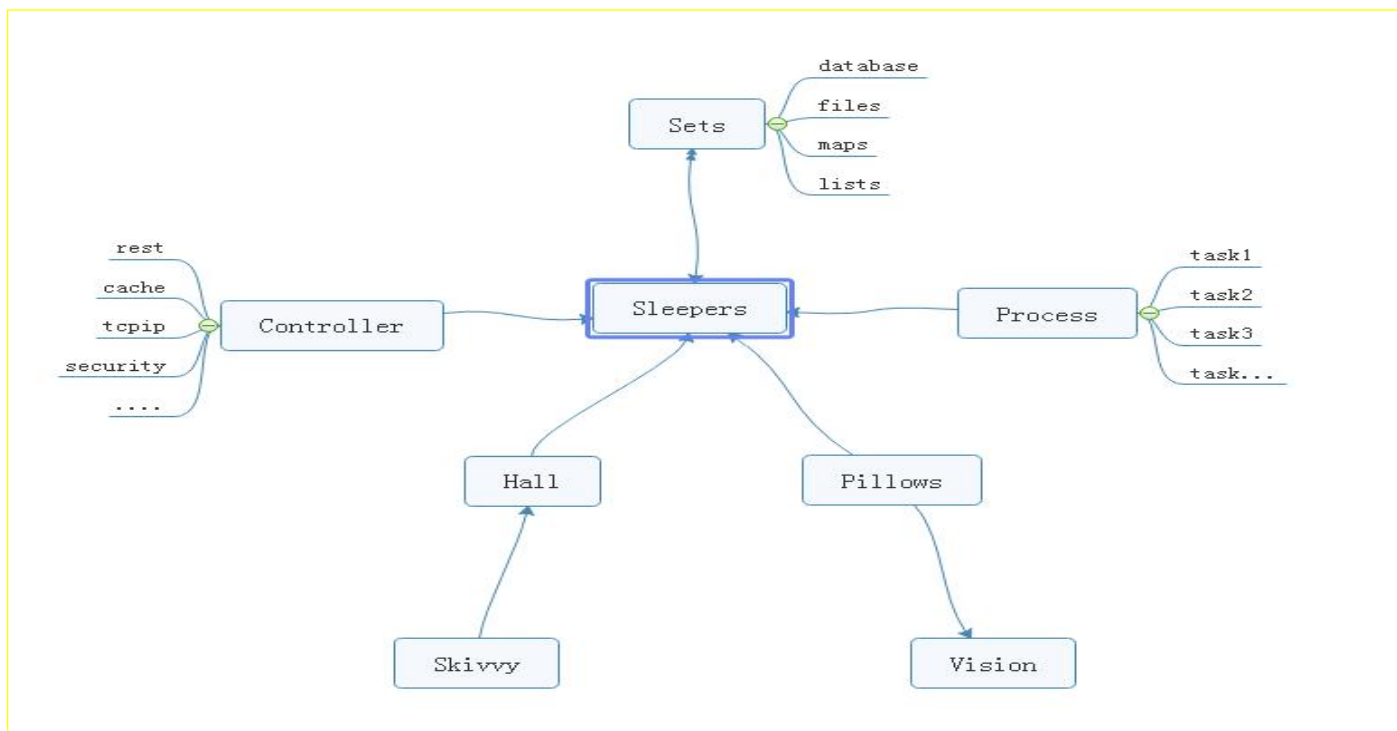 database
files
Sets
maps
lists
rest
cache
tcpip
security
....
Controller
Sleepers
Process
task1
task2
task3
task...
Hall
Pillows
Skivvy
Vision